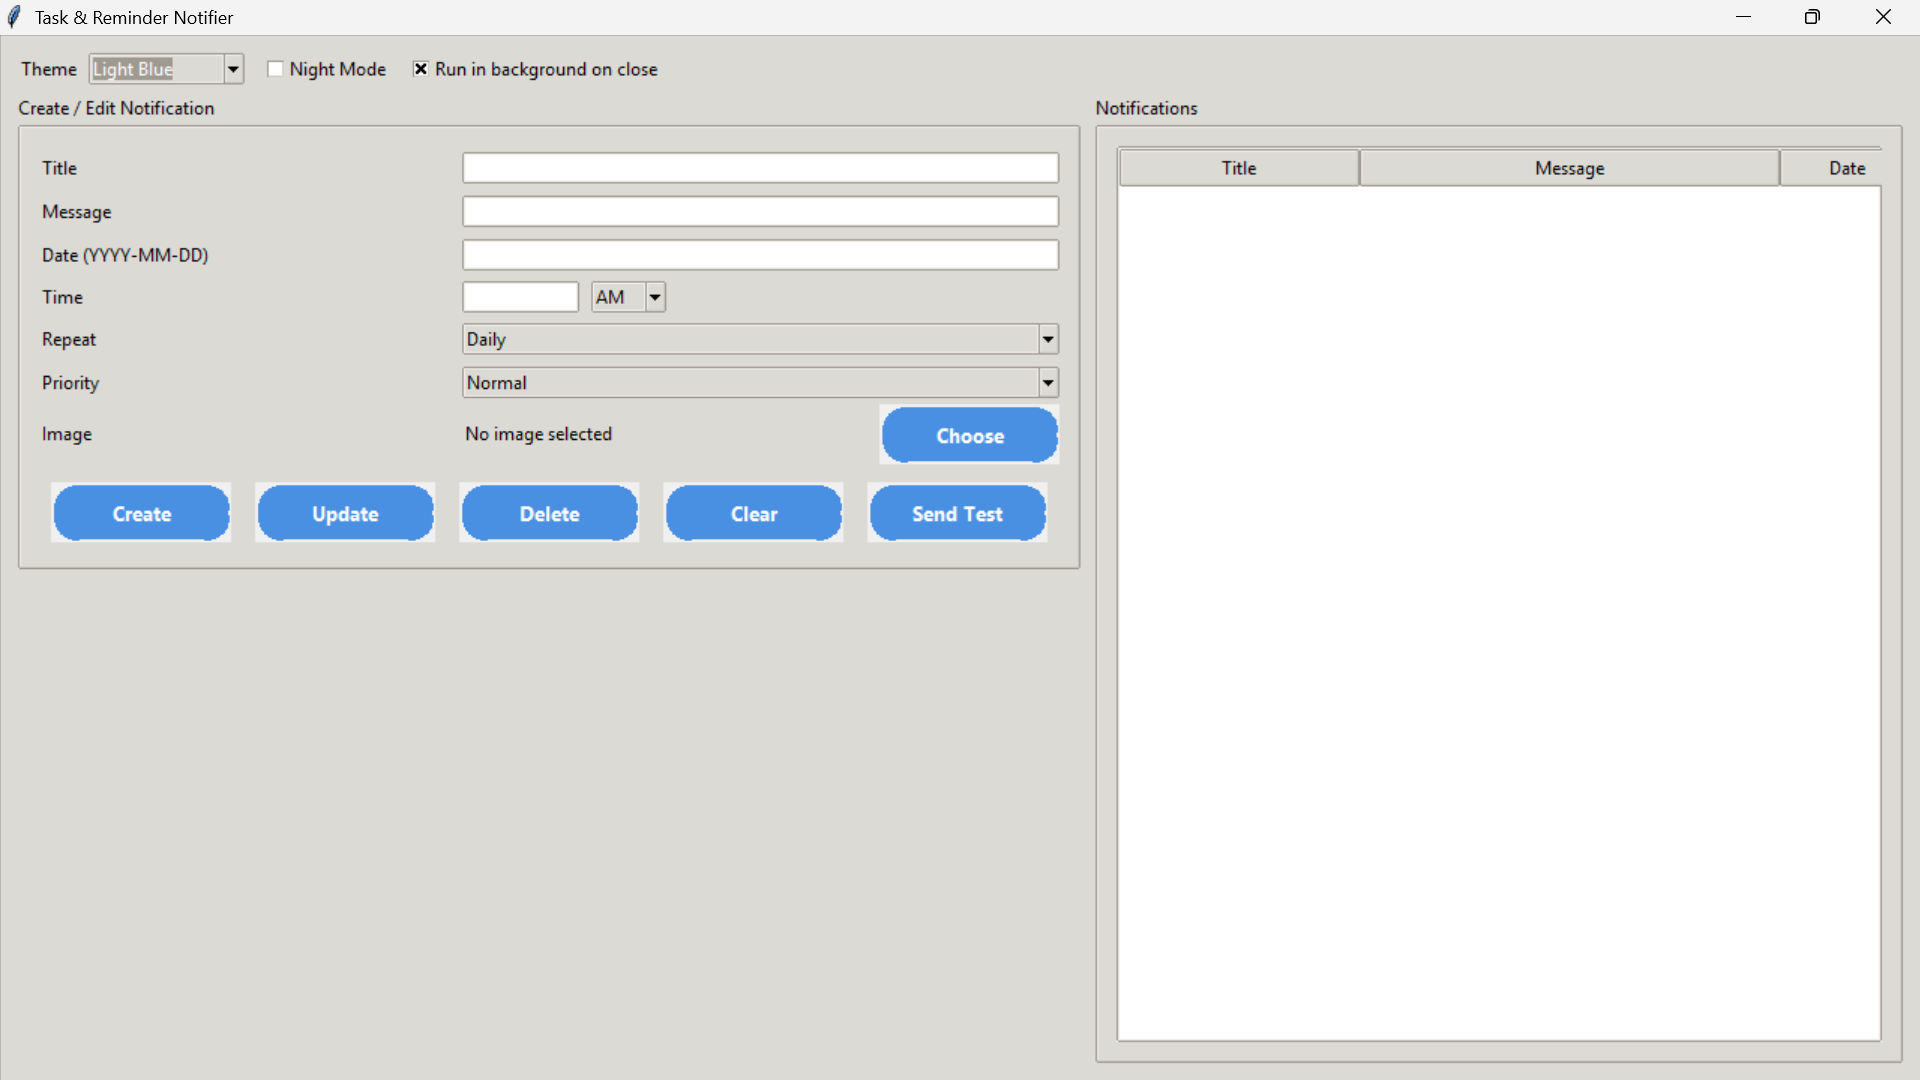 Task & Reminder Notifier
Theme Light Blue Night Mode Run in background on close
Create / Edit Notification
Title
Message
Date (YYYY-MM-DD)
Time AM
Repeat Daily
Priority Normal
Image No image selected Choose
Create Update Delete Clear Send Test
Notifications
Title Message Date